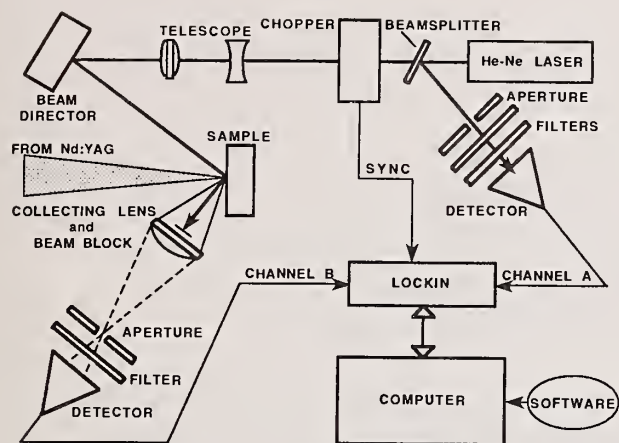 TELESCOPE
CHOPPER
BEAMSPLITTER
He-Ne LASER
BEAM
DIRECTOR
APERTURE
FILTERS
SAMPLE
FROM Nd:YAG
SYNC
COLLECTING LENS
and
BEAM BLOCK
DETECTOR
CHANNEL B
LOCKIN
CHANNEL A
APERTURE
FILTER
DETECTOR
COMPUTER
SOFTWARE